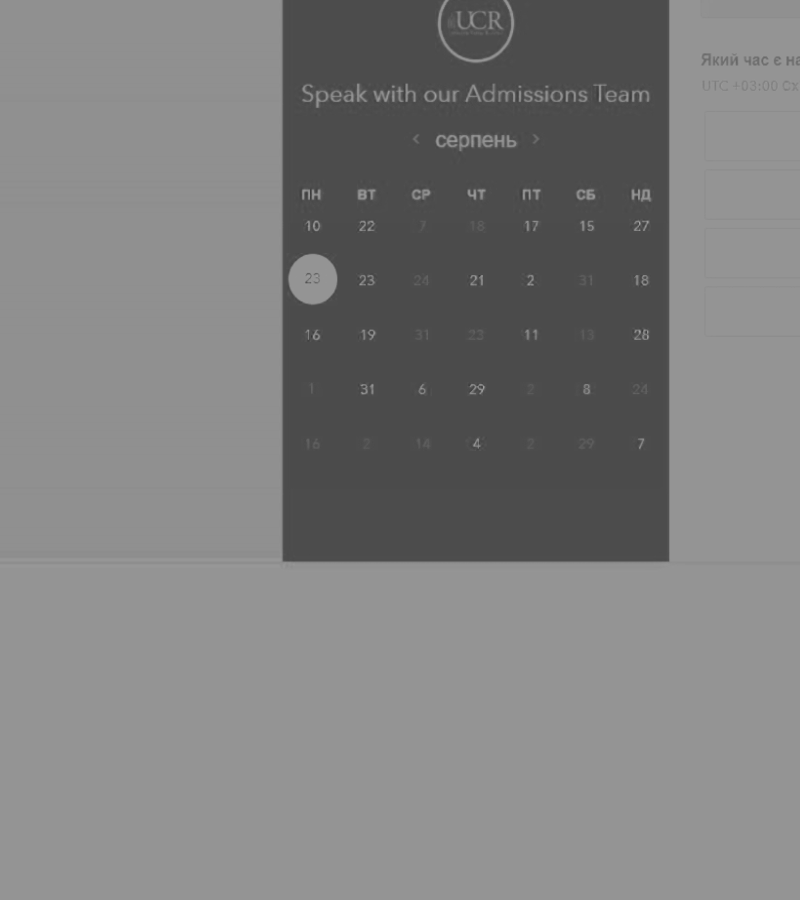 UCR
Speak with our Admissions Team
< серпень >
ПН ВТ СР ЧТ ПТ СБ НД
10 22 7 18 17 15 27
23 23 24 21 2 31 18
16 19 31 23 11 13 28
1 31 6 29 2 8 24
16 2 14 4 2 29 7
Який час є на
UTC +03:00 Сх